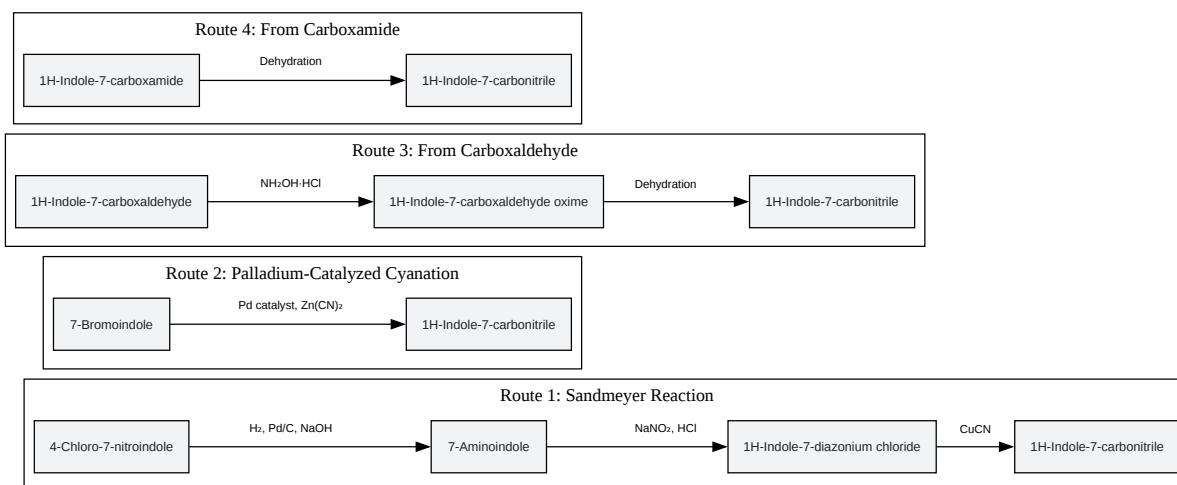 Route 4: From Carboxamide
Dehydration
1H-Indole-7-carboxamide
1H-Indole-7-carbonitrile
Route 3: From Carboxaldehyde
NH₂OH·HCl
Dehydration
1H-Indole-7-carboxaldehyde
1H-Indole-7-carboxaldehyde oxime
1H-Indole-7-carbonitrile
Route 2: Palladium-Catalyzed Cyanation
Pd catalyst, Zn(CN)₂
7-Bromoindole
1H-Indole-7-carbonitrile
Route 1: Sandmeyer Reaction
H₂, Pd/C, NaOH
NaNO₂, HCl
CuCN
4-Chloro-7-nitroindole
7-Aminoindole
1H-Indole-7-diazonium chloride
1H-Indole-7-carbonitrile